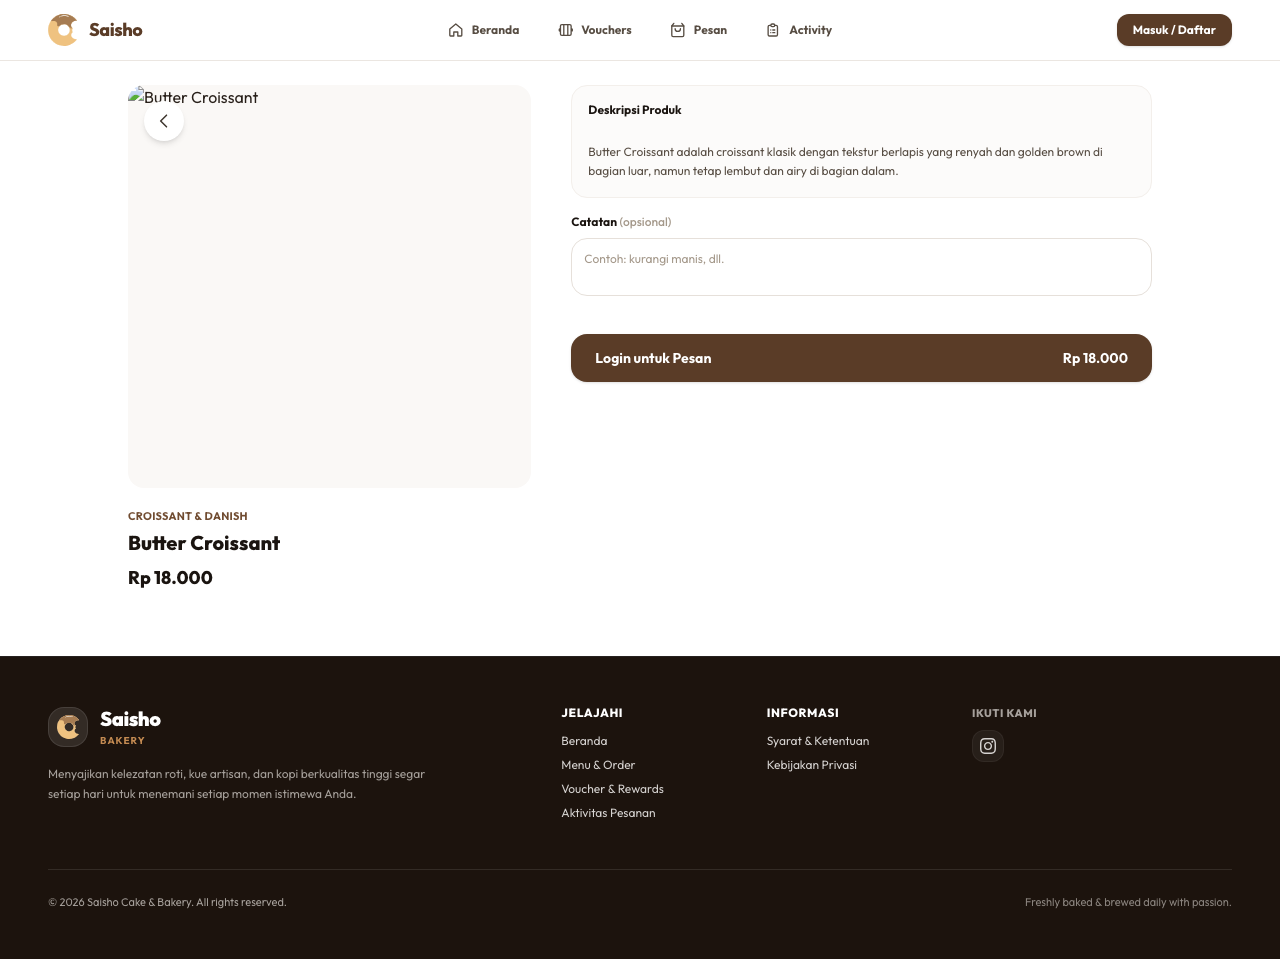 Saisho
Beranda
Vouchers
Pesan
Activity
Masuk / Daftar
Butter Croissant
Deskripsi Produk
Butter Croissant adalah croissant klasik dengan tekstur berlapis yang renyah dan golden brown di
bagian luar, namun tetap lembut dan airy di bagian dalam.
Catatan (opsional)
Contoh: kurangi manis, dll.
Login untuk Pesan
Rp 18.000
CROISSANT & DANISH
Butter Croissant
Rp 18.000
Saisho
BAKERY
Menyajikan kelezatan roti, kue artisan, dan kopi berkualitas tinggi segar
setiap hari untuk menemani setiap momen istimewa Anda.
JELAJAHI
Beranda
Menu & Order
Voucher & Rewards
Aktivitas Pesanan
INFORMASI
Syarat & Ketentuan
Kebijakan Privasi
IKUTI KAMI
© 2026 Saisho Cake & Bakery. All rights reserved.
Freshly baked & brewed daily with passion.